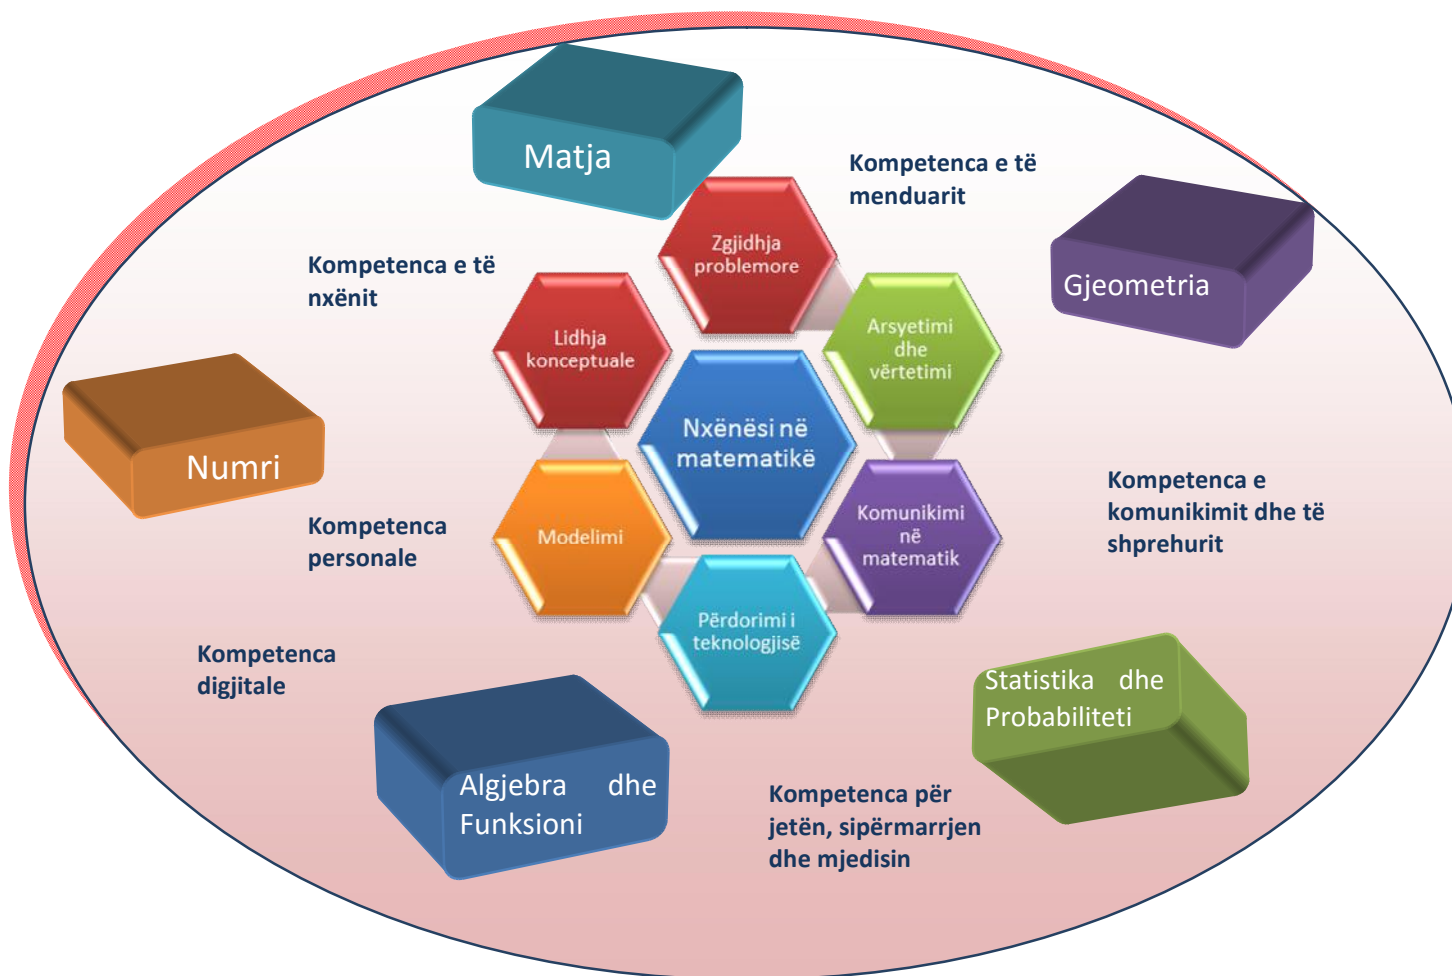 Matja
Kompetenca e të
menduarit
Gjeometria
Kompetenca e të
nxënit
Zgjidhja
problemore
Lidhja
konceptuale
Arsyetimi
dhe
vërtetimi
Nxënësi në
matematikë
Numri
Kompetenca
personale
Modelimi
Komunikimi
në
matematik
Kompetenca e
komunikimit dhe të
shprehurit
Përdorimi i
teknologjisë
Kompetenca
digjitale
Statistika dhe
Probabiliteti
Algjebra dhe
Funksioni
Kompetenca për
jetën, sipërmarrjen
dhe mjedisin